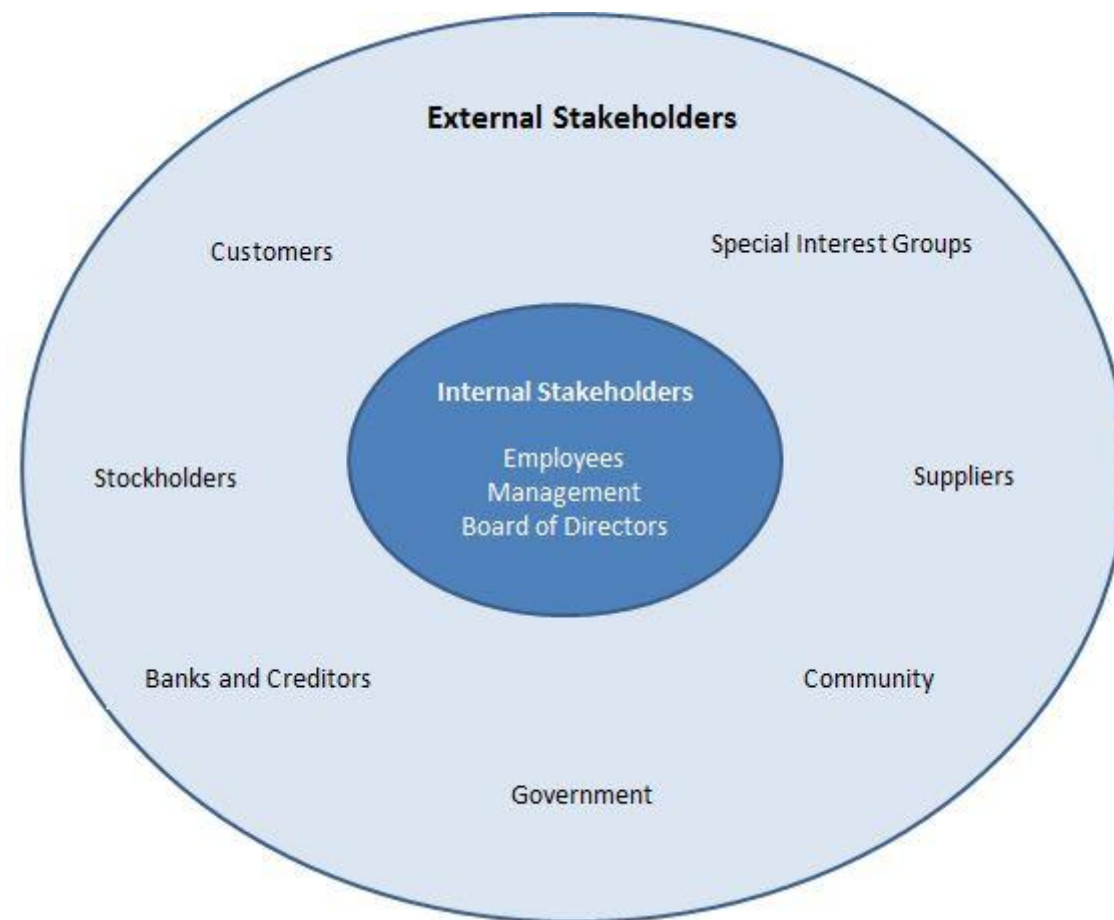 External Stakeholders
Customers
Special Interest Groups
Internal Stakeholders
Employees
Management
Board of Directors
Stockholders
Suppliers
Banks and Creditors
Community
Government